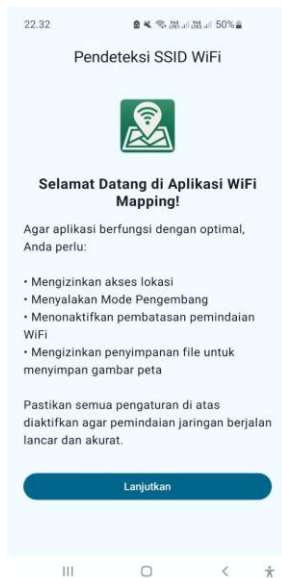 22.32
50%
Pendeteksi SSID WiFi
Selamat Datang di Aplikasi WiFi
Mapping!
Agar aplikasi berfungsi dengan optimal,
Anda perlu:
• Mengizinkan akses lokasi
• Menyalakan Mode Pengembang
• Menonaktifkan pembatasan pemindaian
WiFi
• Mengizinkan penyimpanan file untuk
menyimpan gambar peta
Pastikan semua pengaturan di atas
diaktifkan agar pemindaian jaringan berjalan
lancar dan akurat.
Lanjutkan